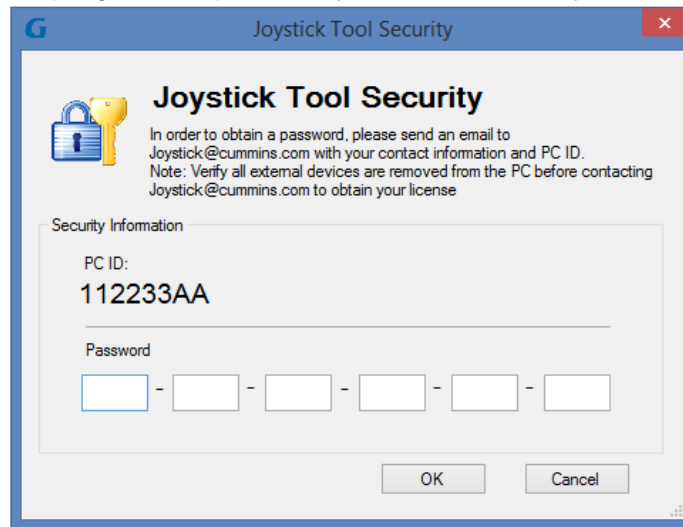 G
Joystick Tool Security
Joystick Tool Security
In order to obtain a password, please send an email to
Joystick@cummins.com with your contact information and PC ID.
Note: Verify all external devices are removed from the PC before contacting
Joystick@cummins.com to obtain your license
Security Information
PC ID:
112233AA
Password
- - - - -
OK Cancel